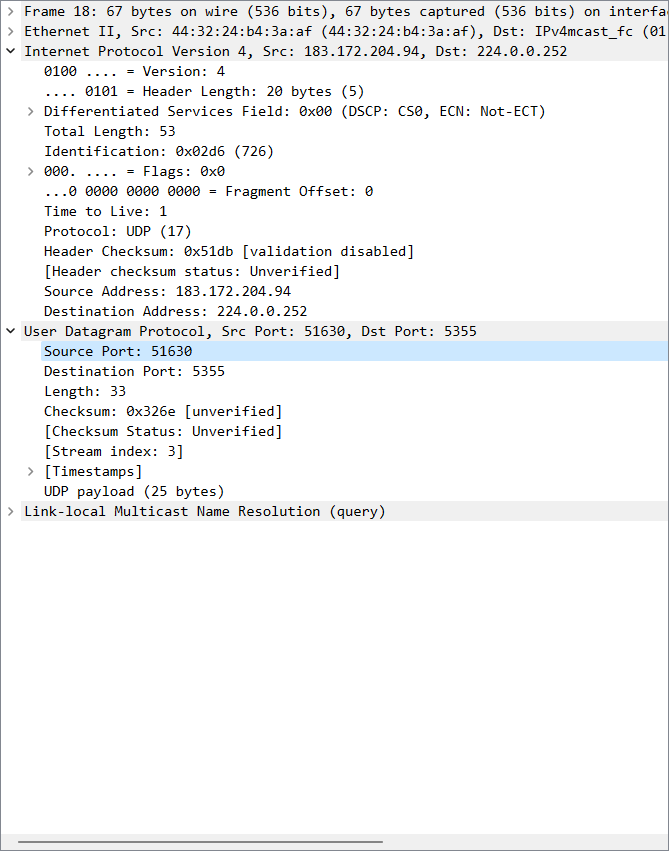 Frame 18: 67 bytes on wire (536 bits), 67 bytes captured (536 bits) on interfa
Ethernet II, Src: 44:32:24:b4:3a:af (44:32:24:b4:3a:af), Dst: IPv4mcast_fc (01
Internet Protocol Version 4, Src: 183.172.204.94, Dst: 224.0.0.252
0100 .... = Version: 4
.... 0101 = Header Length: 20 bytes (5)
Differentiated Services Field: 0x00 (DSCP: CS0, ECN: Not-ECT)
Total Length: 53
Identification: 0x02d6 (726)
000. .... = Flags: 0x0
...0 0000 0000 0000 = Fragment Offset: 0
Time to Live: 1
Protocol: UDP (17)
Header Checksum: 0x51db [validation disabled]
[Header checksum status: Unverified]
Source Address: 183.172.204.94
Destination Address: 224.0.0.252
User Datagram Protocol, Src Port: 51630, Dst Port: 5355
Source Port: 51630
Destination Port: 5355
Length: 33
Checksum: 0x326e [unverified]
[Checksum Status: Unverified]
[Stream index: 3]
[Timestamps]
UDP payload (25 bytes)
Link-local Multicast Name Resolution (query)